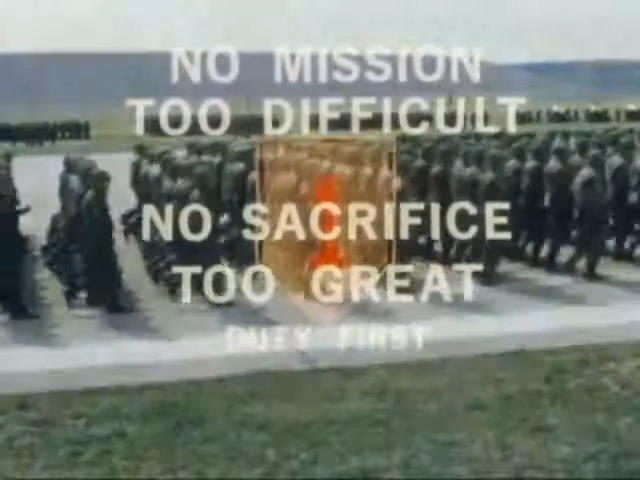 NO MISSION
TOO DIFFICULT
NO SACRIFICE
TOO GREAT
DUTY FIRST